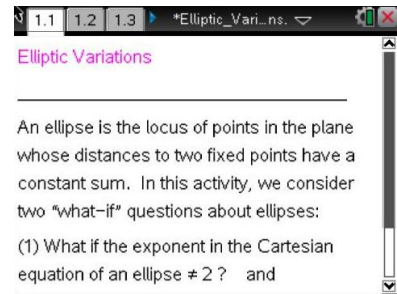 1.1 1.2 1.3 *Elliptic_Vari...ns.
Elliptic Variations
An ellipse is the locus of points in the plane
whose distances to two fixed points have a
constant sum. In this activity, we consider
two "what-if" questions about ellipses:
(1) What if the exponent in the Cartesian
equation of an ellipse ≠ 2 ? and